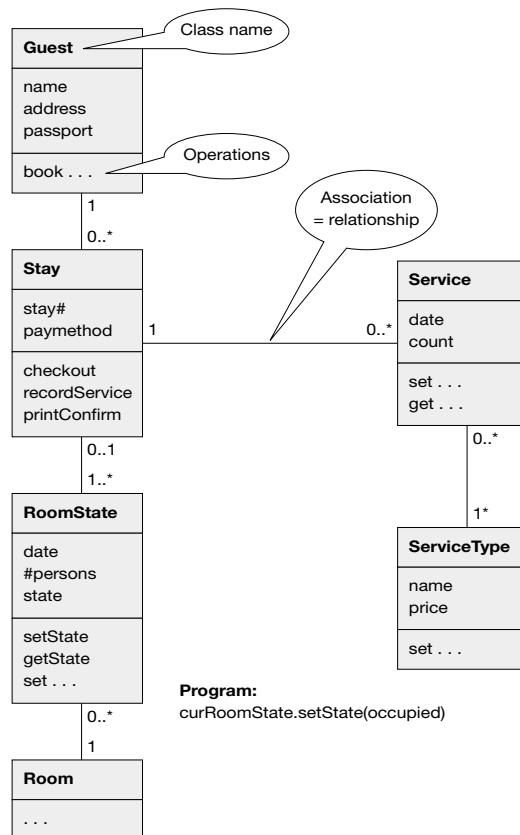 Guest
Class name
name
address
passport
book . . .
Operations
1
0..*
Association
= relationship
Stay
stay#
paymethod
checkout
recordService
printConfirm
1
0..*
Service
date
count
set . . .
get . . .
0..1
1..*
0..*
1*
RoomState
date
#persons
state
setState
getState
set . . .
ServiceType
name
price
set . . .
Program:
curRoomState.setState(occupied)
0..*
1
Room
. . .